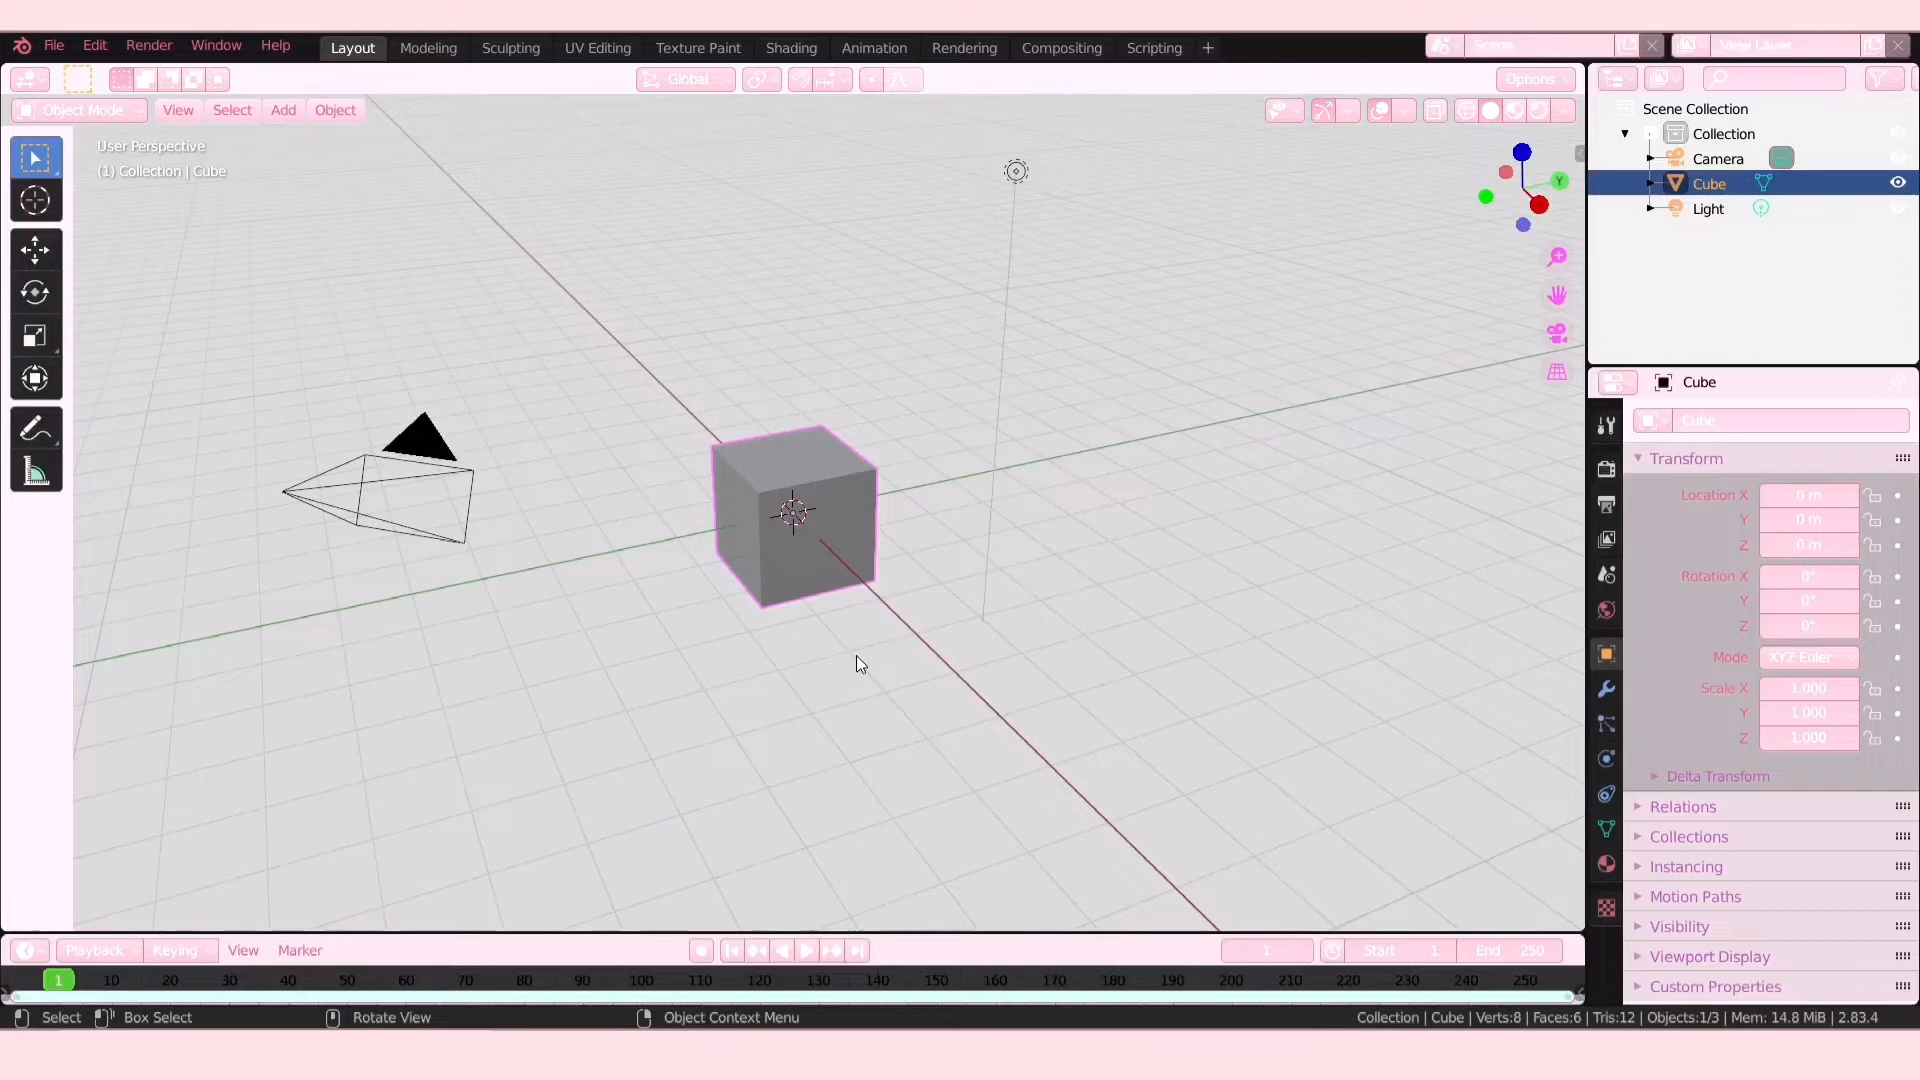 File Edit Render Window Help Layout Modeling Sculpting UV Editing Texture Paint Shading Animation Rendering Compositing Scripting + Scene View Layer
Global Options
Object Mode View Select Add Object
User Perspective
(1) Collection | Cube
Y
Scene Collection
Collection
Camera
Cube
Light
Cube
Cube
Transform
Location X 0 m
Y 0 m
Z 0 m
Rotation X 0°
Y 0°
Z 0°
Mode XYZ Euler
Scale X 1.000
Y 1.000
Z 1.000
Delta Transform
Relations
Collections
Instancing
Motion Paths
Visibility
Viewport Display
Custom Properties
Playback Keying View Marker 1 Start 1 End 250
1 10 20 30 40 50 60 70 80 90 100 110 120 130 140 150 160 170 180 190 200 210 220 230 240 250
Select Box Select Rotate View Object Context Menu Collection | Cube | Verts:8 | Faces:6 | Tris:12 | Objects:1/3 | Mem: 14.8 MiB | 2.83.4